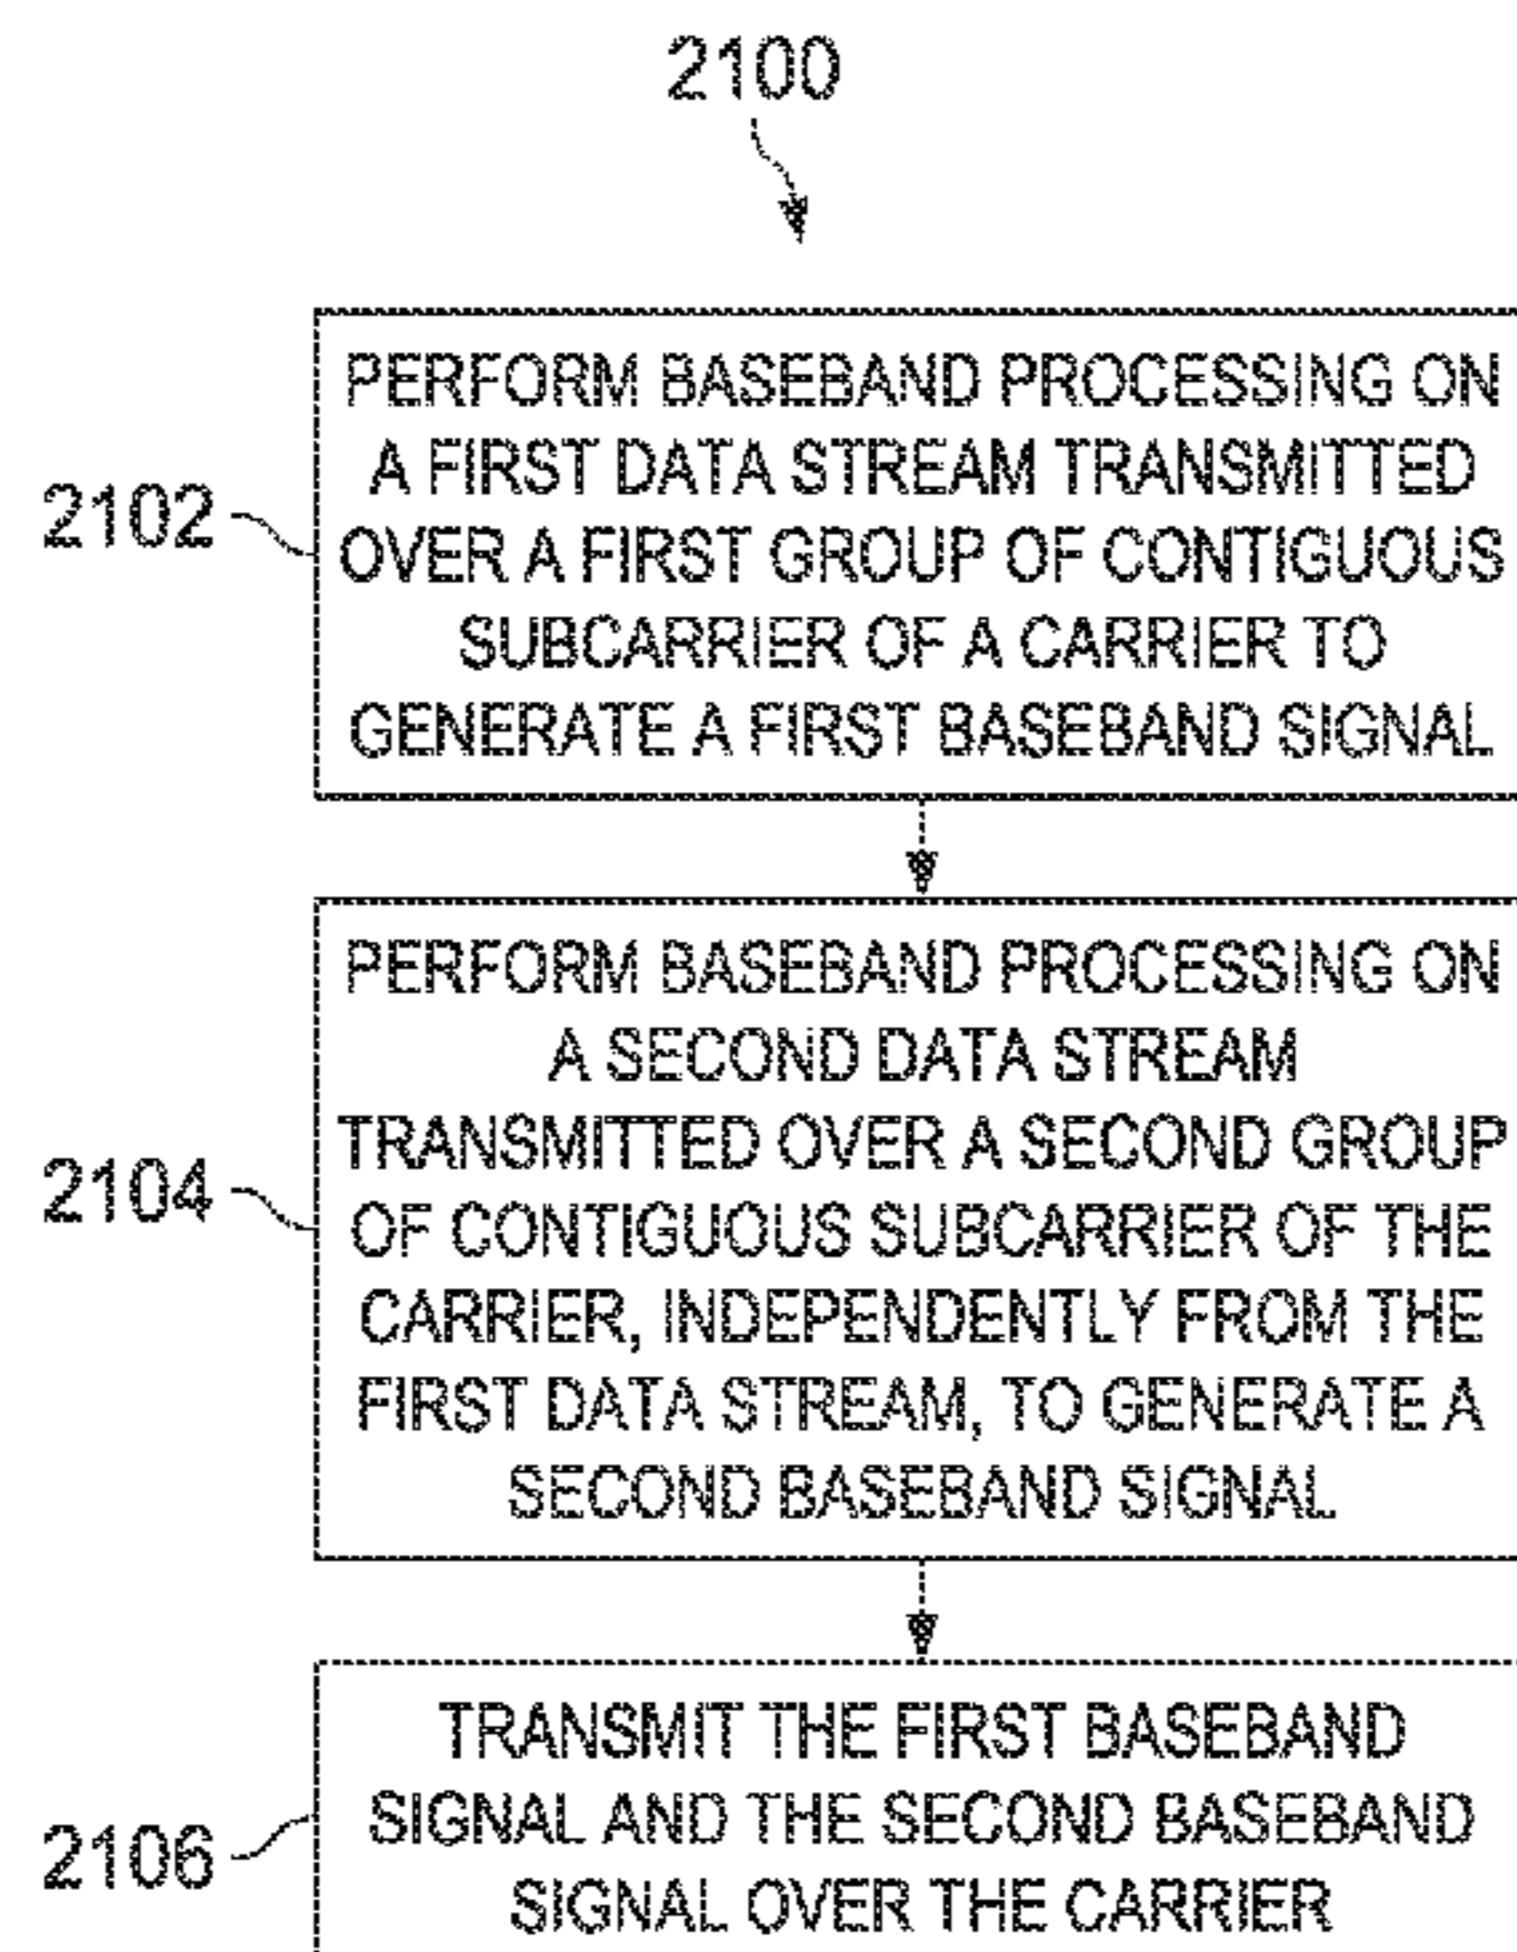 2100
2102
PERFORM BASEBAND PROCESSING ON
A FIRST DATA STREAM TRANSMITTED
OVER A FIRST GROUP OF CONTIGUOUS
SUBCARRIER OF A CARRIER TO
GENERATE A FIRST BASEBAND SIGNAL
2104
PERFORM BASEBAND PROCESSING ON
A SECOND DATA STREAM
TRANSMITTED OVER A SECOND GROUP
OF CONTIGUOUS SUBCARRIER OF THE
CARRIER, INDEPENDENTLY FROM THE
FIRST DATA STREAM, TO GENERATE A
SECOND BASEBAND SIGNAL
2106
TRANSMIT THE FIRST BASEBAND
SIGNAL AND THE SECOND BASEBAND
SIGNAL OVER THE CARRIER